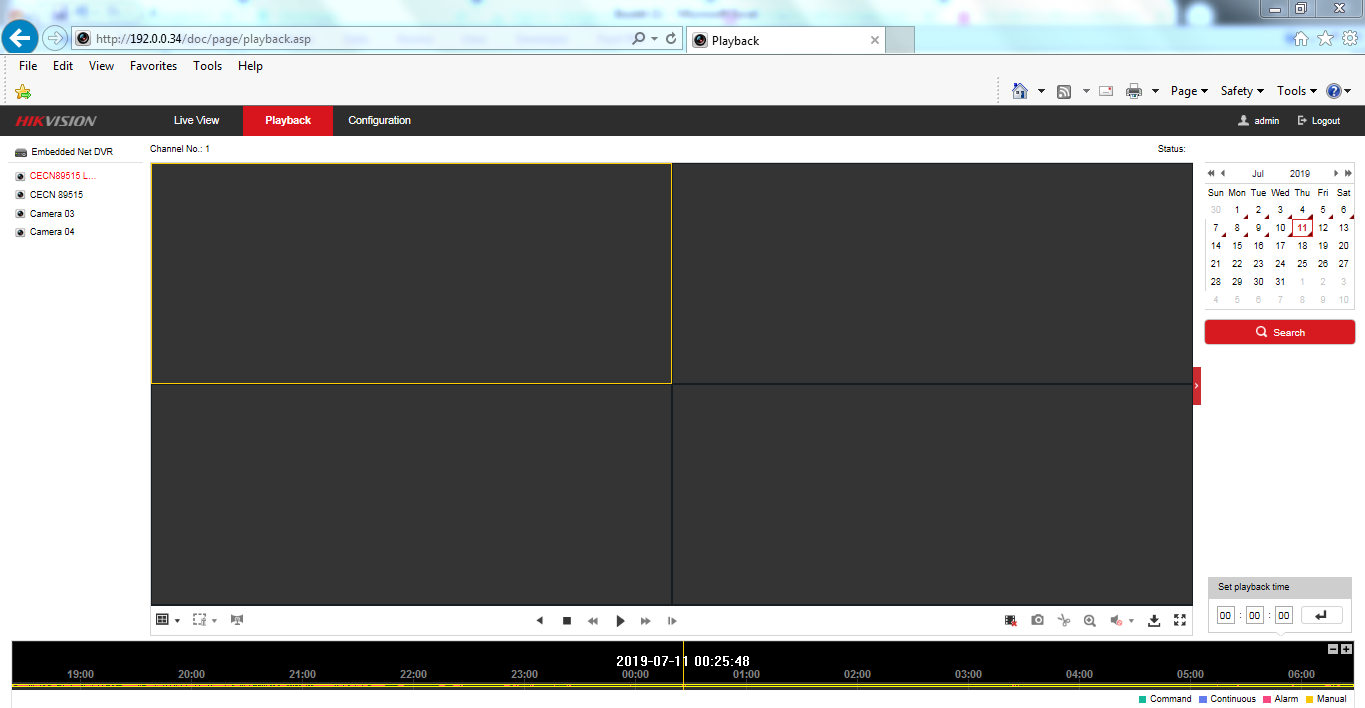 http://192.0.0.34/doc/page/playback.asp
Playback
File Edit View Favorites Tools Help
Page Safety Tools
HIKVISION Live View Playback Configuration admin Logout
Embedded Net DVR
Channel No.: 1
Status:
CECN89515 L...
CECN 89515
Camera 03
Camera 04
Jul 2019
Sun Mon Tue Wed Thu Fri Sat
30 1 2 3 4 5 6
7 8 9 10 11 12 13
14 15 16 17 18 19 20
21 22 23 24 25 26 27
28 29 30 31 1 2 3
4 5 6 7 8 9 10
Search
Set playback time
00 : 00 : 00
2019-07-11 00:25:48
19:00 20:00 21:00 22:00 23:00 00:00 01:00 02:00 03:00 04:00 05:00 06:00
Command Continuous Alarm Manual